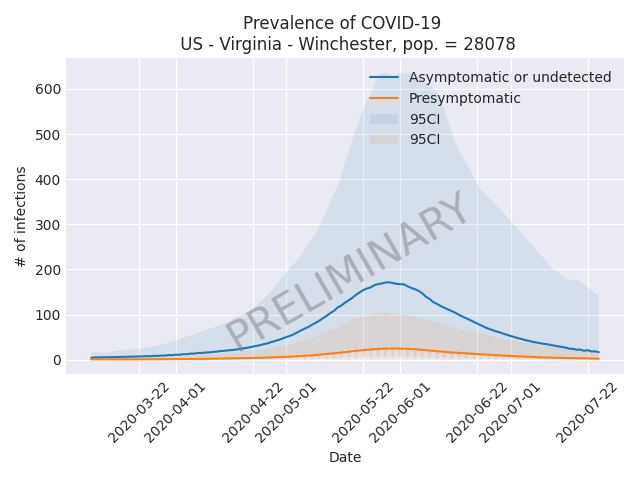 Prevalence of COVID-19
US - Virginia - Winchester, pop. = 28078
Asymptomatic or undetected
Presymptomatic
95CI
95CI
PRELIMINARY
# of infections
600
500
400
300
200
100
0
2020-03-22
2020-04-01
2020-04-22
2020-05-01
2020-05-22
2020-06-01
2020-06-22
2020-07-01
2020-07-22
Date